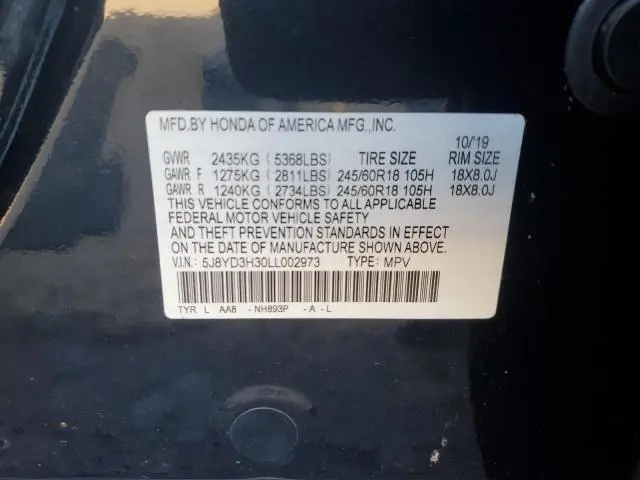 MFD.BY HONDA OF AMERICA MFG.,INC.
10/'19
GVWR 2435KG ( 5368LBS) TIRE SIZE RIM SIZE
GAWR F 1275KG ( 2811LBS) 245/60R18 105H 18X8.0J
GAWR R 1240KG ( 2734LBS) 245/60R18 105H 18X8.0J
THIS VEHICLE CONFORMS TO ALL APPLICABLE
FEDERAL MOTOR VEHICLE SAFETY
AND THEFT PREVENTION STANDARDS IN EFFECT
ON THE DATE OF MANUFACTURE SHOWN ABOVE.
V.I.N.: 5J8YD3H30LL002973 TYPE: MPV
TYR L AA8 - NH893P - A - L